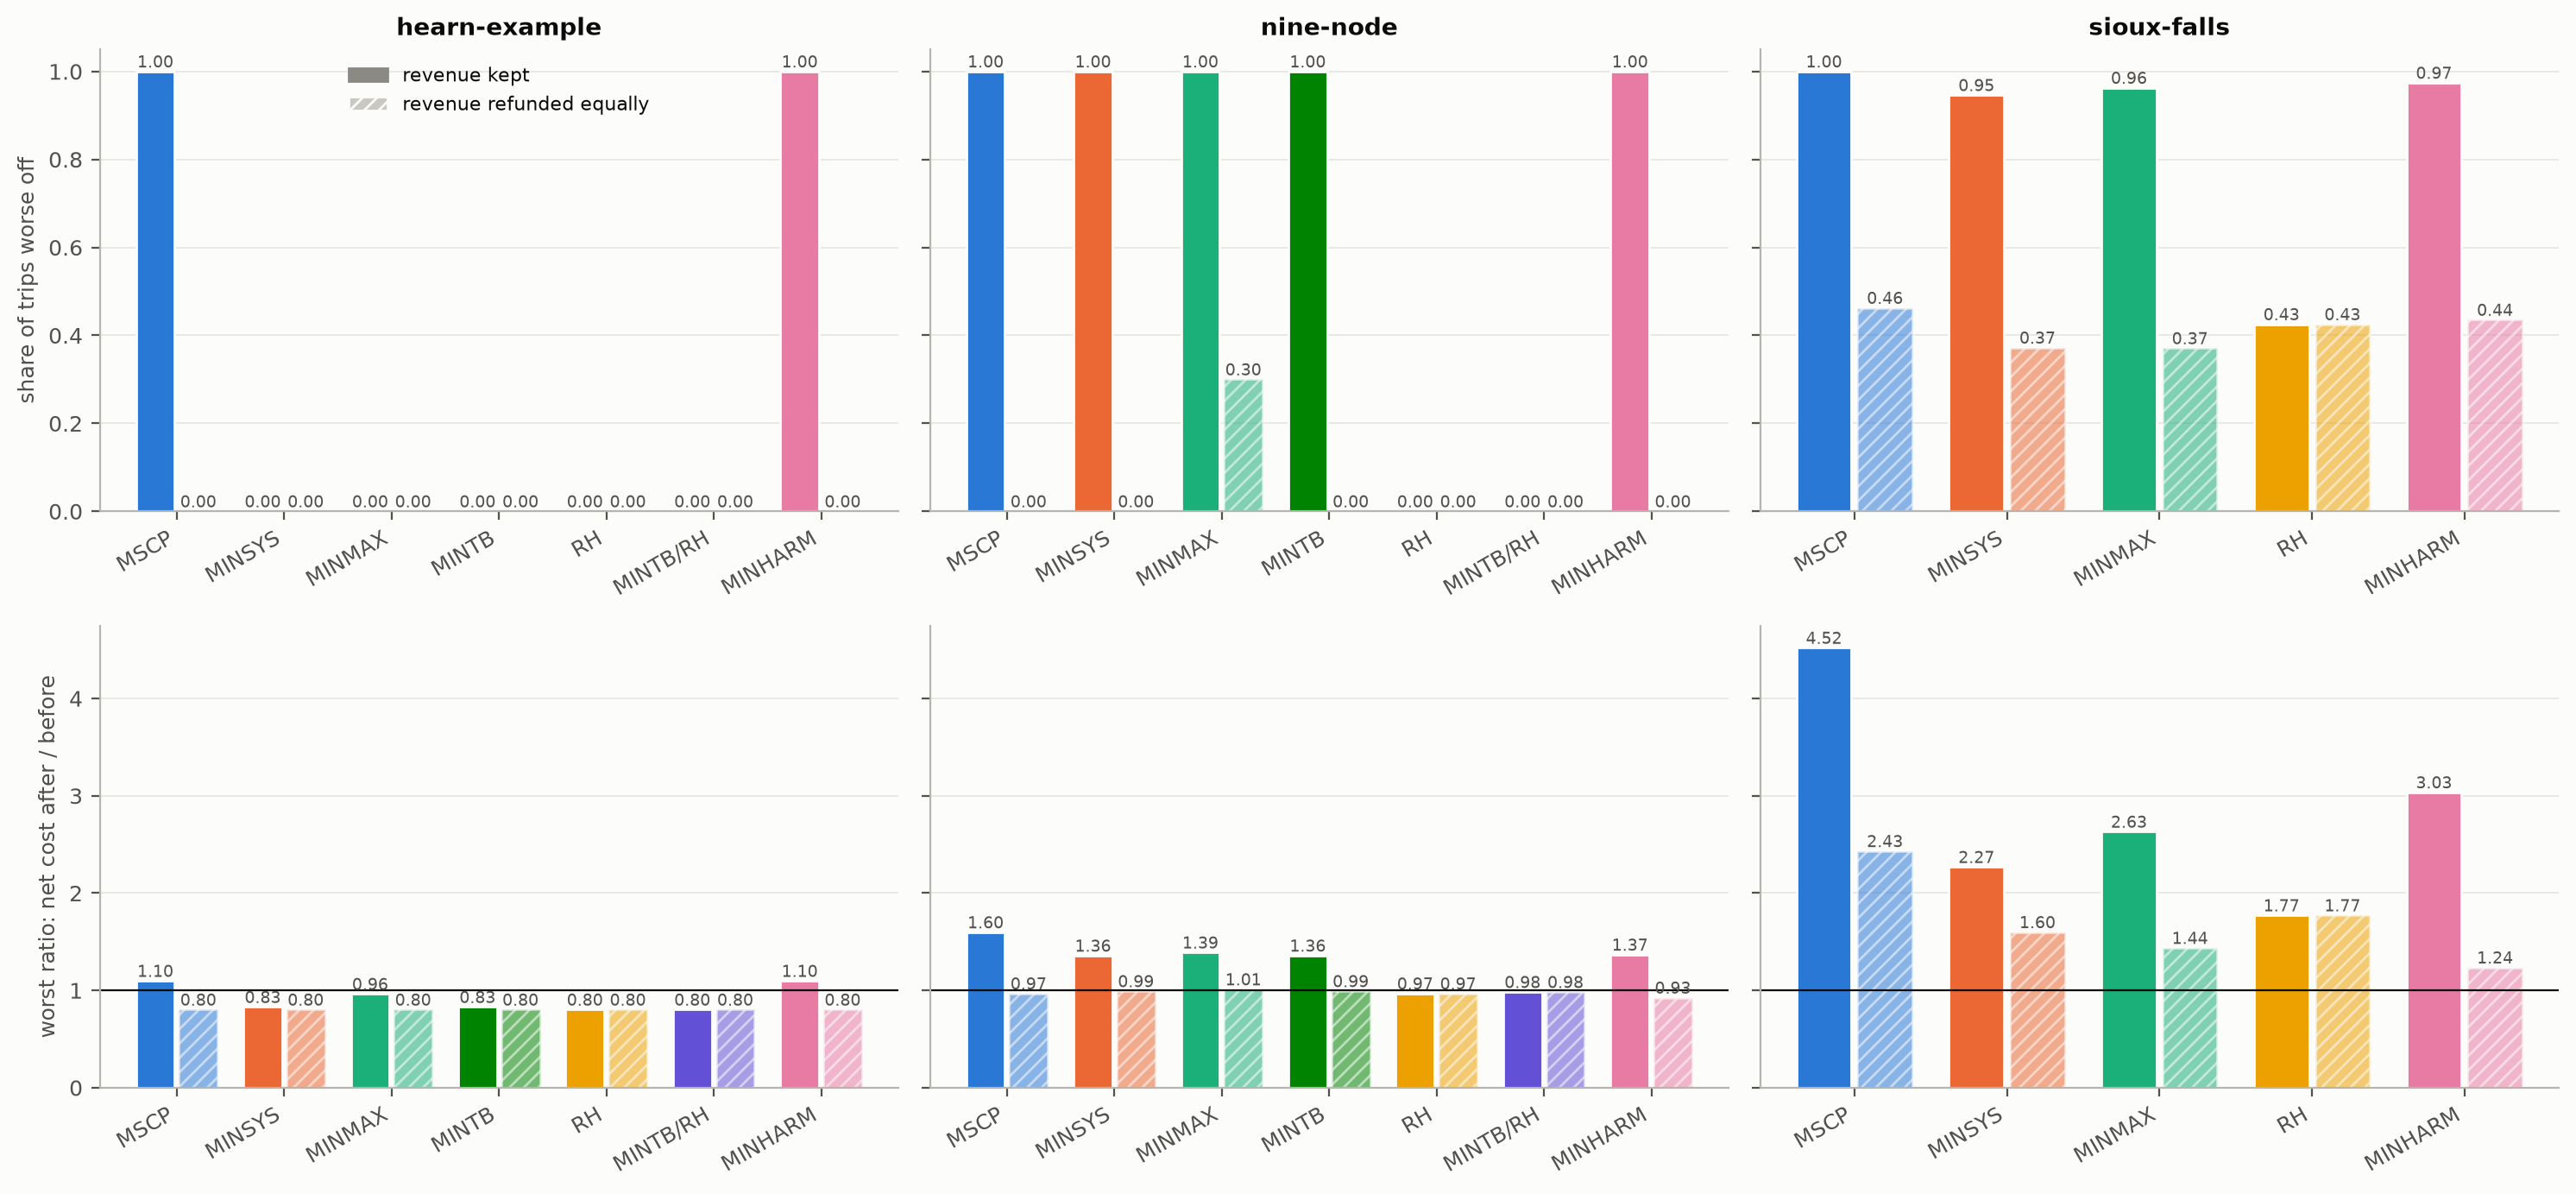 hearn-example
nine-node
sioux-falls
share of trips worse off
1.0
0.8
0.6
0.4
0.2
0.0
revenue kept
revenue refunded equally
1.00 0.00 0.00 0.00 0.00 0.00 0.00 0.00 0.00 0.00 0.00 0.00 1.00 0.00
MSCP MINSYS MINMAX MINTB RH MINTB/RH MINHARM
1.00 0.00 1.00 0.00 1.00 0.30 1.00 0.00 0.00 0.00 0.00 0.00 1.00 0.00
MSCP MINSYS MINMAX MINTB RH MINTB/RH MINHARM
1.00 0.46 0.95 0.37 0.96 0.37 0.43 0.43 0.97 0.44
MSCP MINSYS MINMAX RH MINHARM
worst ratio: net cost after / before
4
3
2
1
0
1.10 0.80 0.83 0.80 0.96 0.80 0.83 0.80 0.80 0.80 0.80 0.80 1.10 0.80
MSCP MINSYS MINMAX MINTB RH MINTB/RH MINHARM
1.60 0.97 1.36 0.99 1.39 1.01 1.36 0.99 0.97 0.97 0.98 0.98 1.37 0.93
MSCP MINSYS MINMAX MINTB RH MINTB/RH MINHARM
4.52 2.43 2.27 1.60 2.63 1.44 1.77 1.77 3.03 1.24
MSCP MINSYS MINMAX RH MINHARM